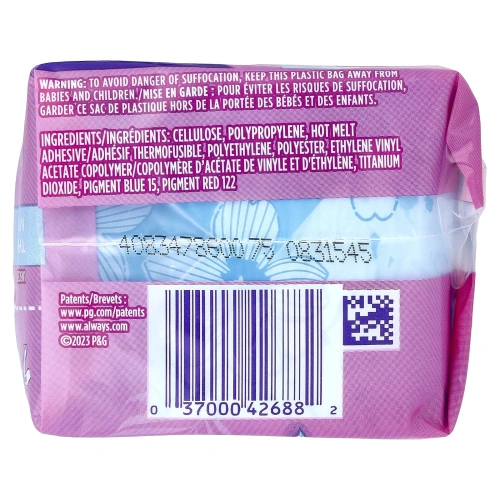 WARNING: TO AVOID DANGER OF SUFFOCATION, KEEP THIS PLASTIC BAG AWAY FROM
BABIES AND CHILDREN./MISE EN GARDE : POUR ÉVITER LES RISQUES DE SUFFOCATION,
GARDER CE SAC DE PLASTIQUE HORS DE LA PORTÉE DES BÉBÉS ET DES ENFANTS.
INGREDIENTS/INGRÉDIENTS: CELLULOSE, POLYPROPYLENE, HOT MELT
ADHESIVE/ADHÉSIF THERMOFUSIBLE, POLYETHYLENE, POLYESTER, ETHYLENE VINYL
ACETATE COPOLYMER/COPOLYMÈRE D'ACÉTATE DE VINYLE ET D'ÉTHYLÈNE, TITANIUM
DIOXIDE, PIGMENT BLUE 15, PIGMENT RED 122
4083478500 75 0831545
Patents/Brevets :
www.pg.com/patents
www.always.com
©2023 P&G
0 37000 42688 2